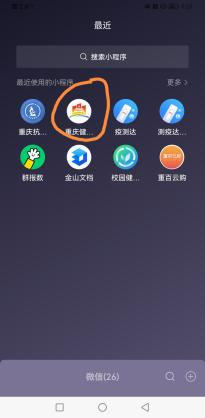 最近
搜索小程序
最近使用的小程序
更多 >
重庆抗...
重庆健...
疫测达
测疫达...
群报数
金山文档
校园健...
重百云购
微信(26)